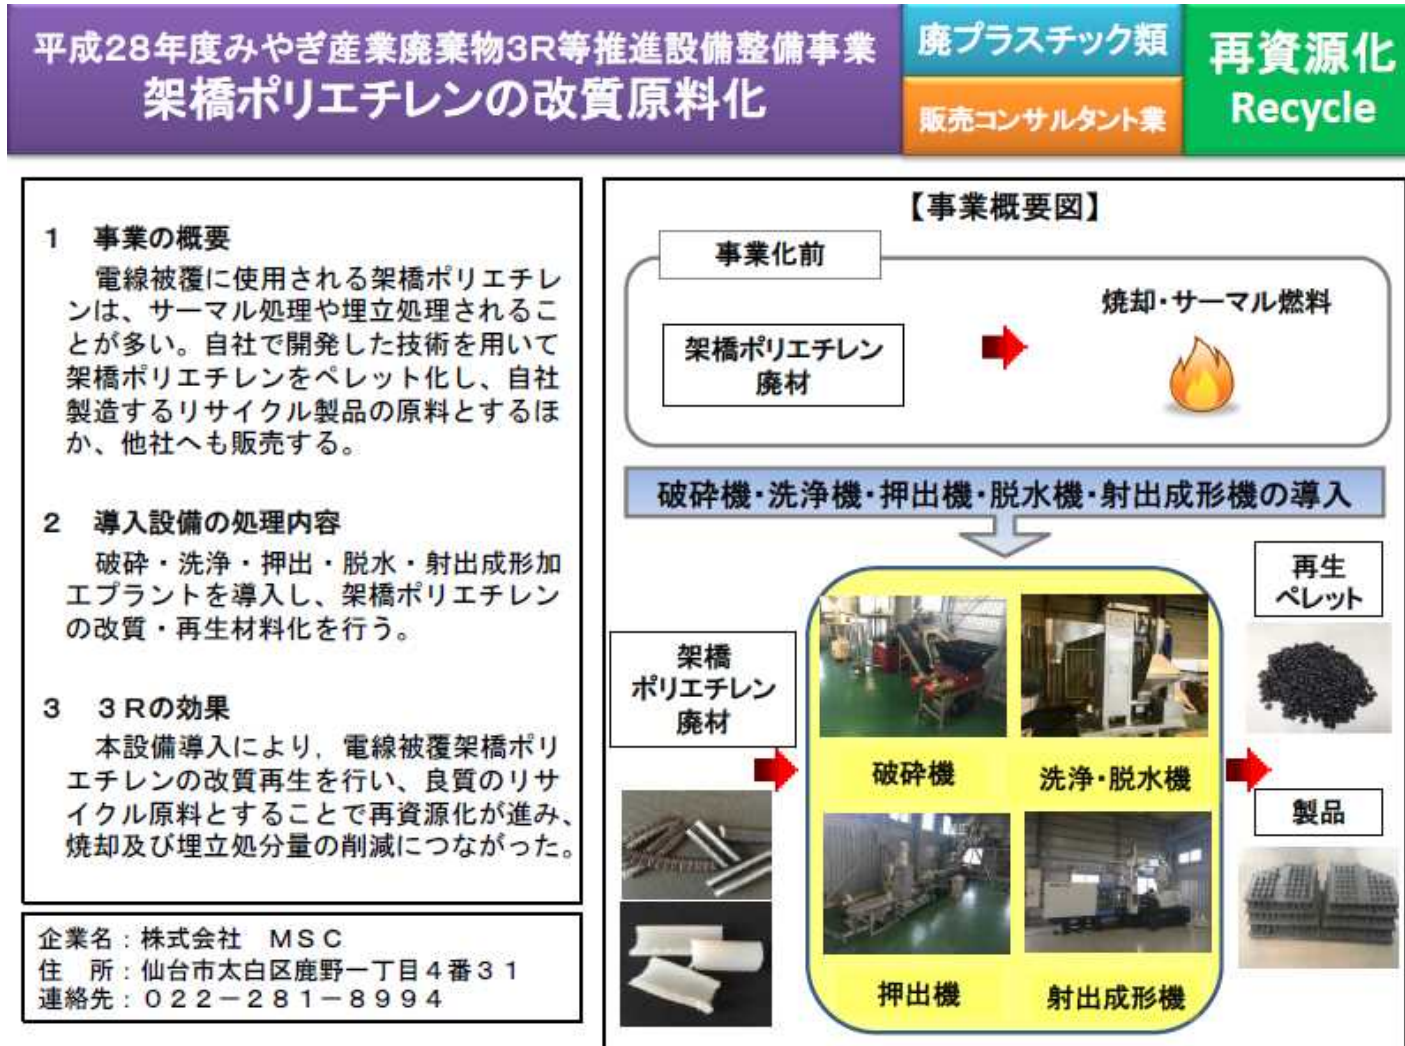 平成28年度みやぎ産業廃棄物3R等推進設備整備事業
架橋ポリエチレンの改質原料化
廃プラスチック類
販売コンサルタント業
再資源化
Recycle
1　事業の概要
電線被覆に使用される架橋ポリエチレ
ンは、サーマル処理や埋立処理されるこ
とが多い。自社で開発した技術を用いて
架橋ポリエチレンをペレット化し、自社
製造するリサイクル製品の原料とするほ
か、他社へも販売する。
2　導入設備の処理内容
破砕・洗浄・押出・脱水・射出成形加
工プラントを導入し、架橋ポリエチレン
の改質・再生材料化を行う。
3　３Ｒの効果
本設備導入により，電線被覆架橋ポリ
エチレンの改質再生を行い、良質のリサ
イクル原料とすることで再資源化が進み、
焼却及び埋立処分量の削減につながった。
企業名：株式会社　ＭＳＣ
住　所：仙台市太白区鹿野一丁目４番３１
連絡先：０２２－２８１－８９９４
【事業概要図】
事業化前
架橋ポリエチレン
廃材
焼却・サーマル燃料
破砕機・洗浄機・押出機・脱水機・射出成形機の導入
架橋
ポリエチレン
廃材
破砕機
洗浄・脱水機
押出機
射出成形機
再生
ペレット
製品